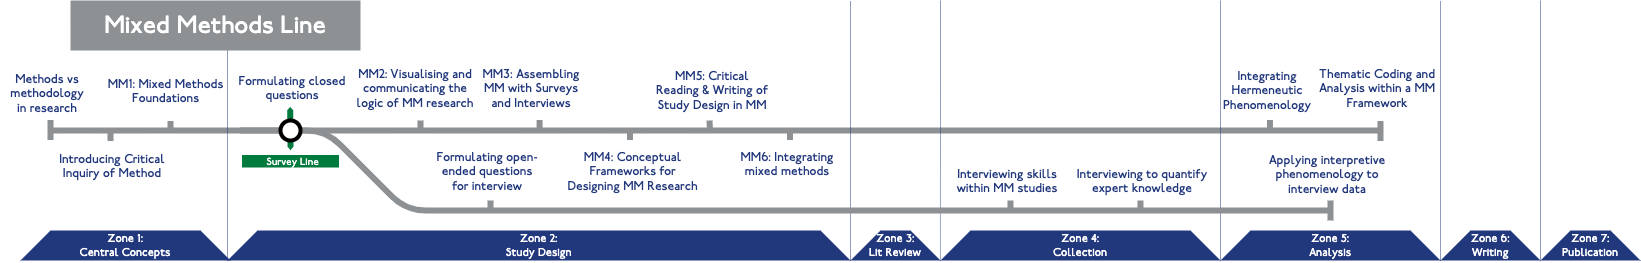 Mixed Methods Line
Methods vs
methodology
in research
MM1: Mixed Methods
Foundations
Formulating closed
questions
MM2: Visualising and
communicating the
logic of MM research
MM3: Assembling
MM with Surveys
and Interviews
MM5: Critical
Reading & Writing of
Study Design in MM
Integrating
Hermeneutic
Phenomenology
Thematic Coding and
Analysis within a MM
Framework
Introducing Critical
Inquiry of Method
Survey Line
Formulating open-
ended questions
for interview
MM4: Conceptual
Frameworks for
Designing MM Research
MM6: Integrating
mixed methods
Interviewing skills
within MM studies
Interviewing to quantify
expert knowledge
Applying interpretive
phenomenology to
interview data
Zone 1:
Central Concepts
Zone 2:
Study Design
Zone 3:
Lit Review
Zone 4:
Collection
Zone 5:
Analysis
Zone 6:
Writing
Zone 7:
Publication